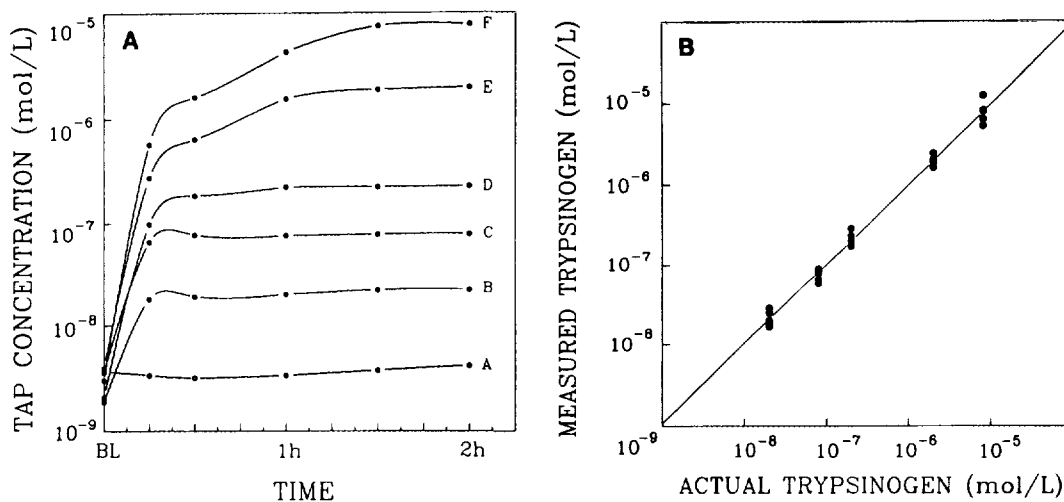 A
TAP CONCENTRATION (mol/L)
10-5
10-6
10-7
10-8
10-9
F
E
D
C
B
A
BL
1h
2h
TIME
B
MEASURED TRYPSINOGEN (mol/L)
10-5
10-6
10-7
10-8
10-9
10-8
10-7
10-6
10-5
ACTUAL TRYPSINOGEN (mol/L)